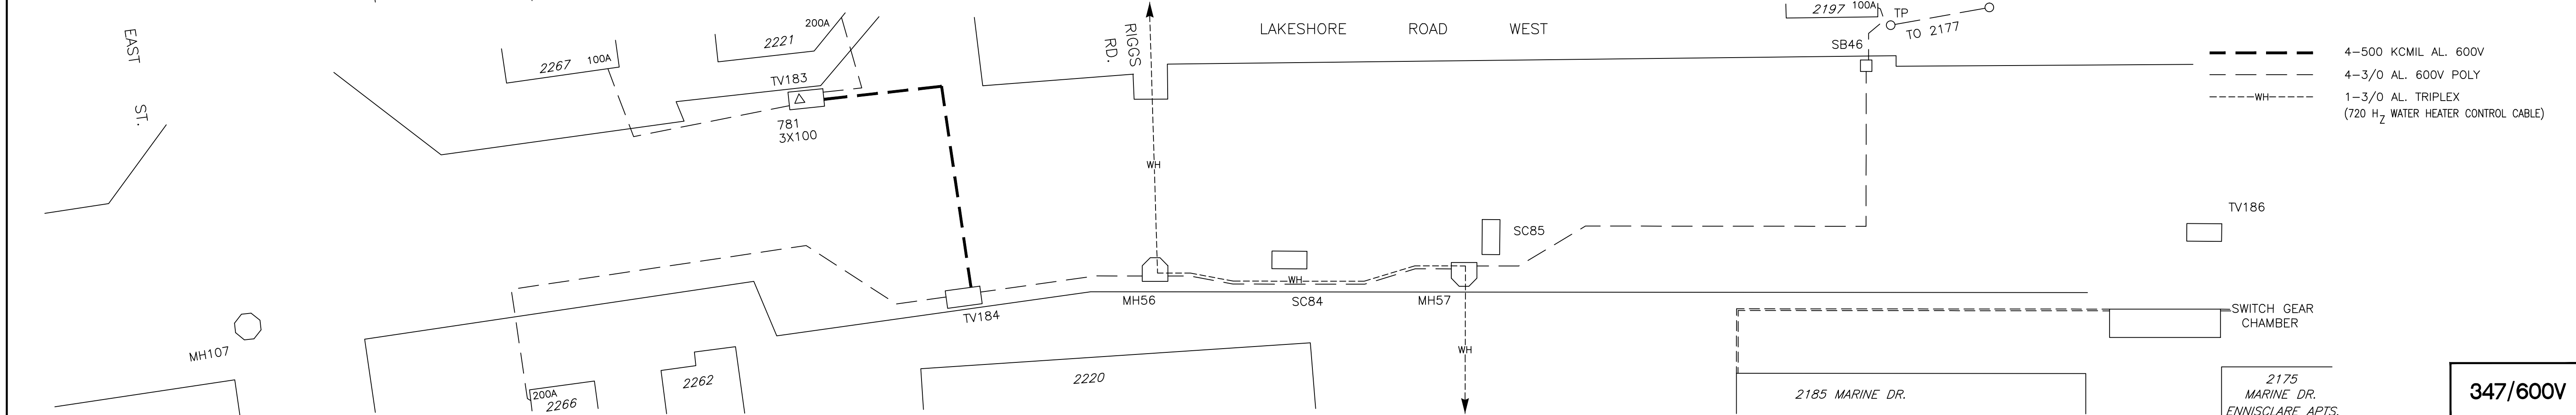 EAST ST.
2267
100A
2221
200A
TV183
781
3X100
RIGGS
RD.
LAKESHORE ROAD WEST
2197
100A
TP
TO 2177
SB46
4-500 KCMIL AL. 600V
4-3/0 AL. 600V POLY
WH
1-3/0 AL. TRIPLEX
(720 HZ WATER HEATER CONTROL CABLE)
WH
SC85
TV186
MH56
WH
SC84
MH57
TV184
MH107
SWITCH GEAR
CHAMBER
WH
200A
2266
2262
2220
2185 MARINE DR.
2175
MARINE DR.
ENNISCLARE APTS.
347/600V